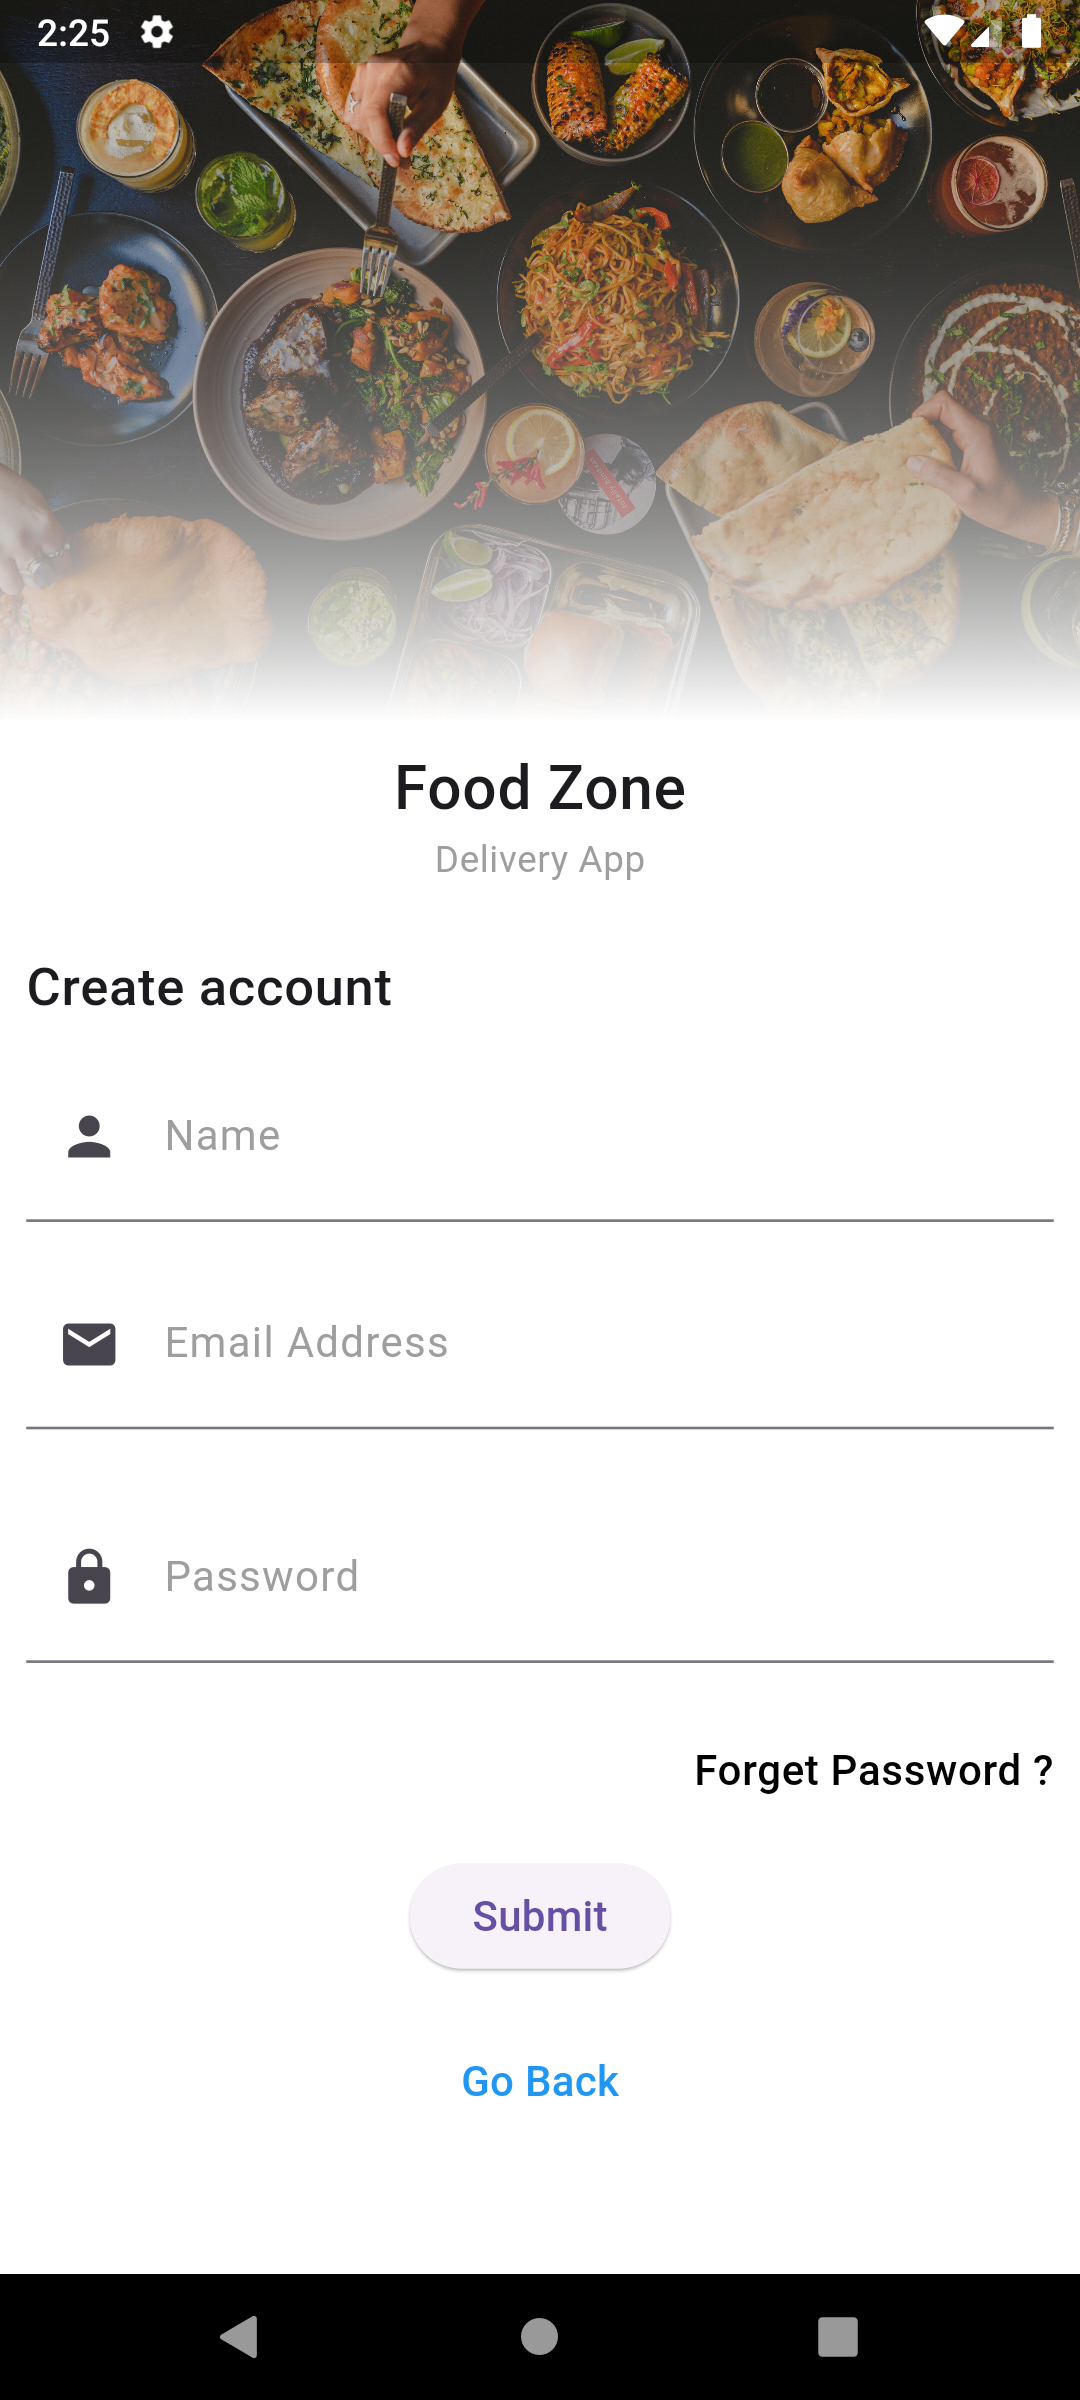 2:25
Food Zone
Delivery App
Create account
Name
Email Address
Password
Forget Password ?
Submit
Go Back